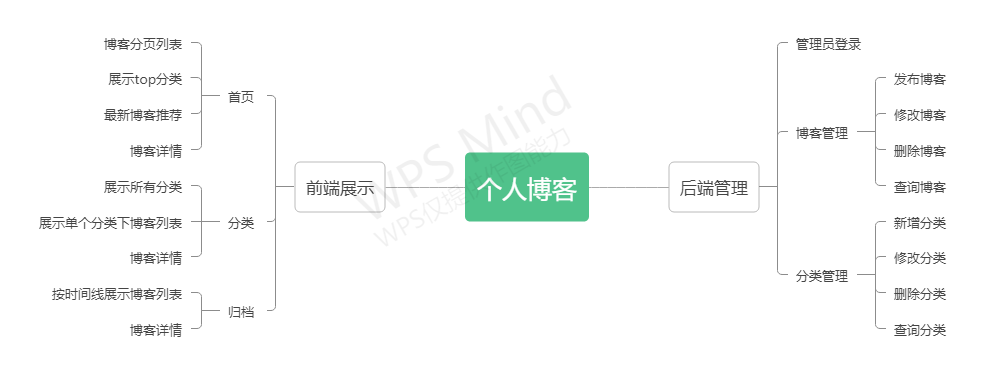 个人博客
前端展示
首页
博客分页列表
展示top分类
最新博客推荐
博客详情
分类
展示所有分类
展示单个分类下博客列表
博客详情
归档
按时间线展示博客列表
博客详情
后端管理
管理员登录
博客管理
发布博客
修改博客
删除博客
查询博客
分类管理
新增分类
修改分类
删除分类
查询分类
WPS Mind
WPS仅提供作图能力